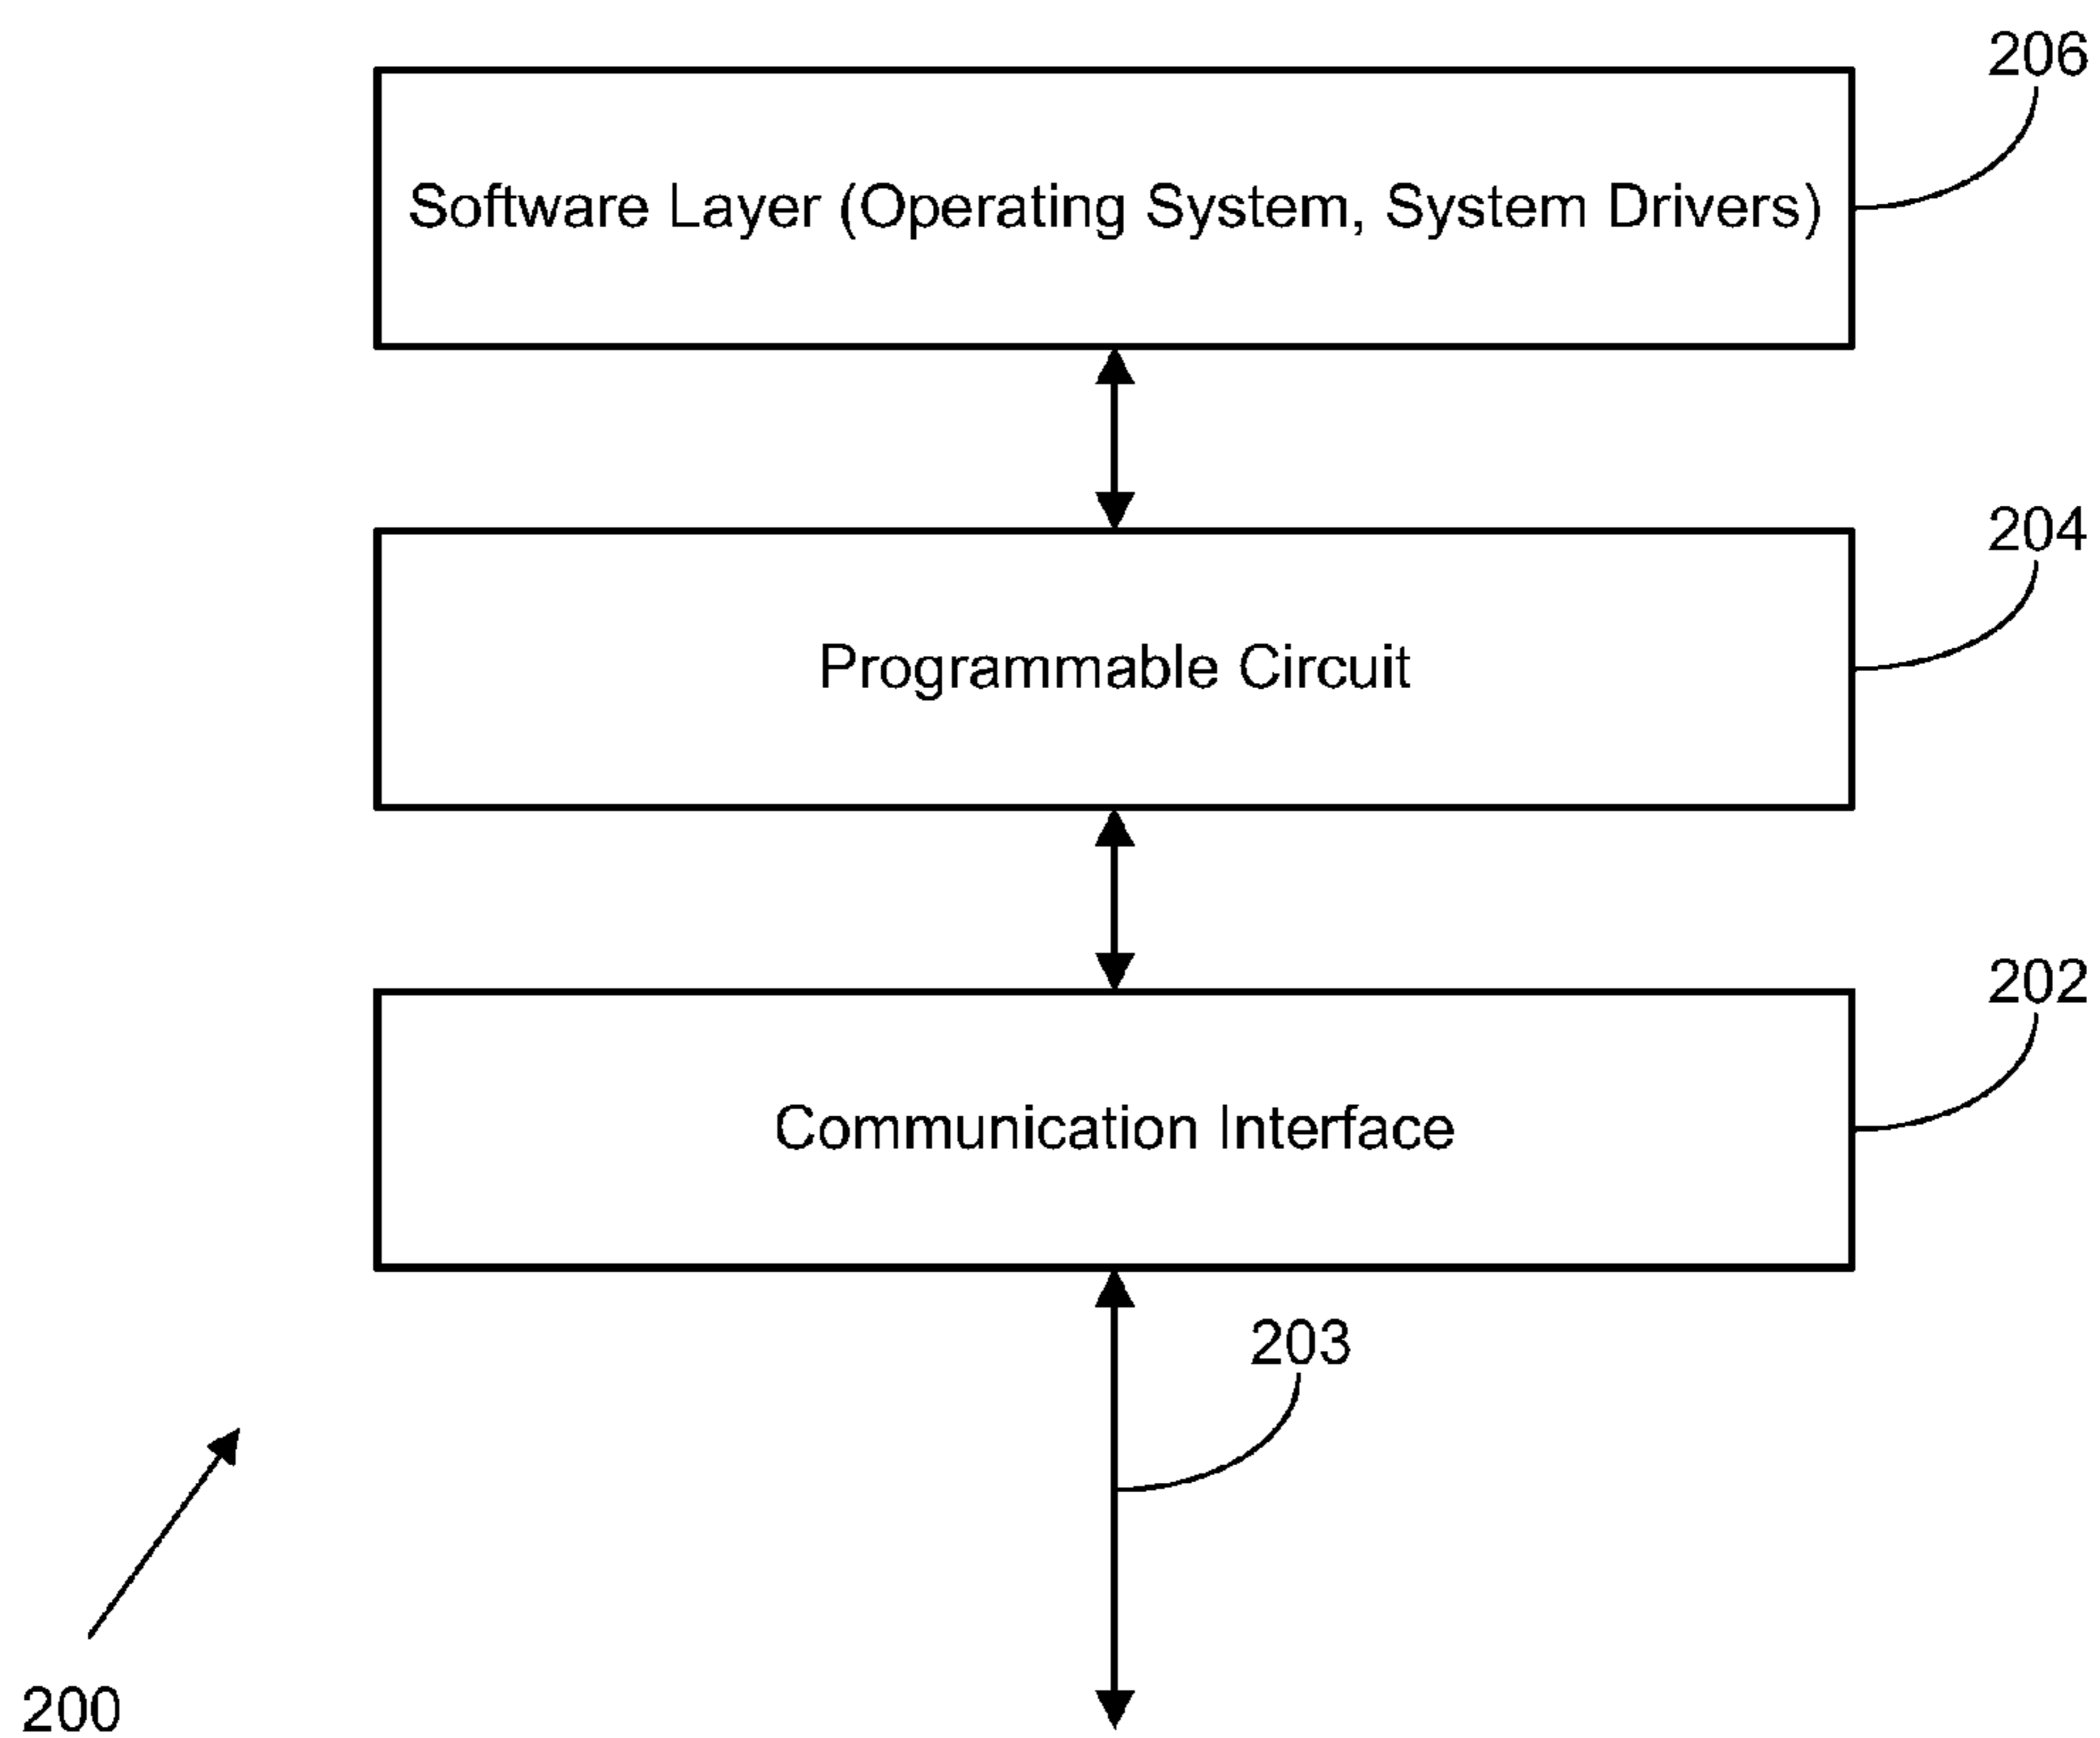 206
Software Layer (Operating System, System Drivers)
204
Programmable Circuit
202
Communication Interface
203
200